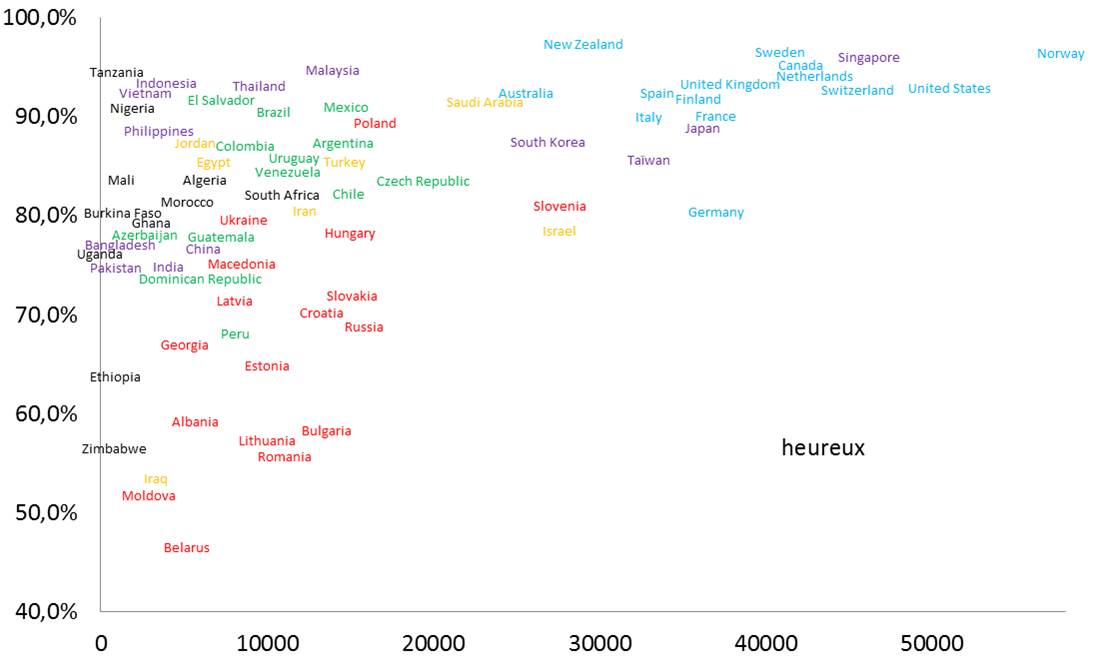 100,0%
New Zealand
Sweden
Norway
Singapore
Canada
Malaysia
Tanzania
Netherlands
Indonesia
Thailand
United Kingdom
Vietnam
Australia
Spain
Switzerland
United States
El Salvador
Saudi Arabia
Finland
Nigeria
Brazil
Mexico
90,0%
Italy
France
Poland
Philippines
Japan
Jordan
Colombia
Argentina
South Korea
Egypt
Uruguay
Turkey
Taïwan
Venezuela
Mali
Algeria
Czech Republic
South Africa
Chile
Morocco
Slovenia
80,0%
Burkina Faso
Iran
Germany
Ghana
Ukraine
Azerbaijan
Guatemala
Hungary
Israel
Bangladesh
China
Uganda
Pakistan
India
Macedonia
Dominican Republic
Latvia
Slovakia
70,0%
Croatia
Russia
Peru
Georgia
Estonia
Ethiopia
60,0%
Albania
Bulgaria
Lithuania
Zimbabwe
Romania
heureux
Iraq
Moldova
50,0%
Belarus
40,0%
0
10000
20000
30000
40000
50000